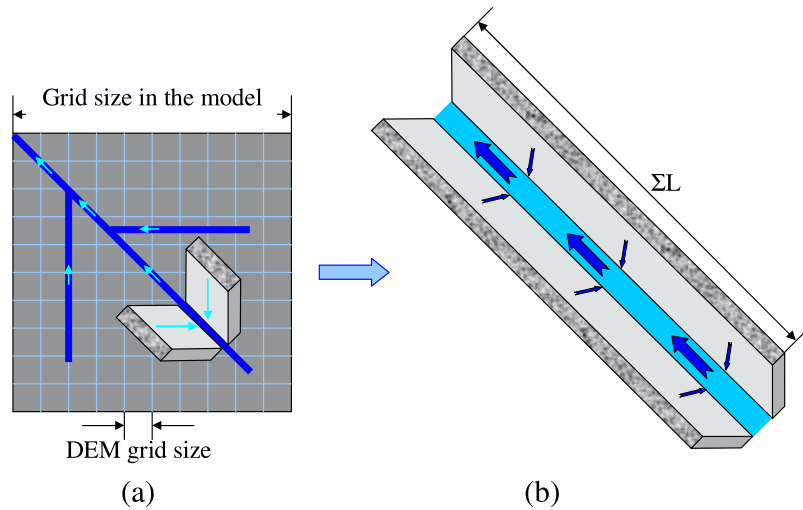 Grid size in the model
ΣL
DEM grid size
(a)
(b)